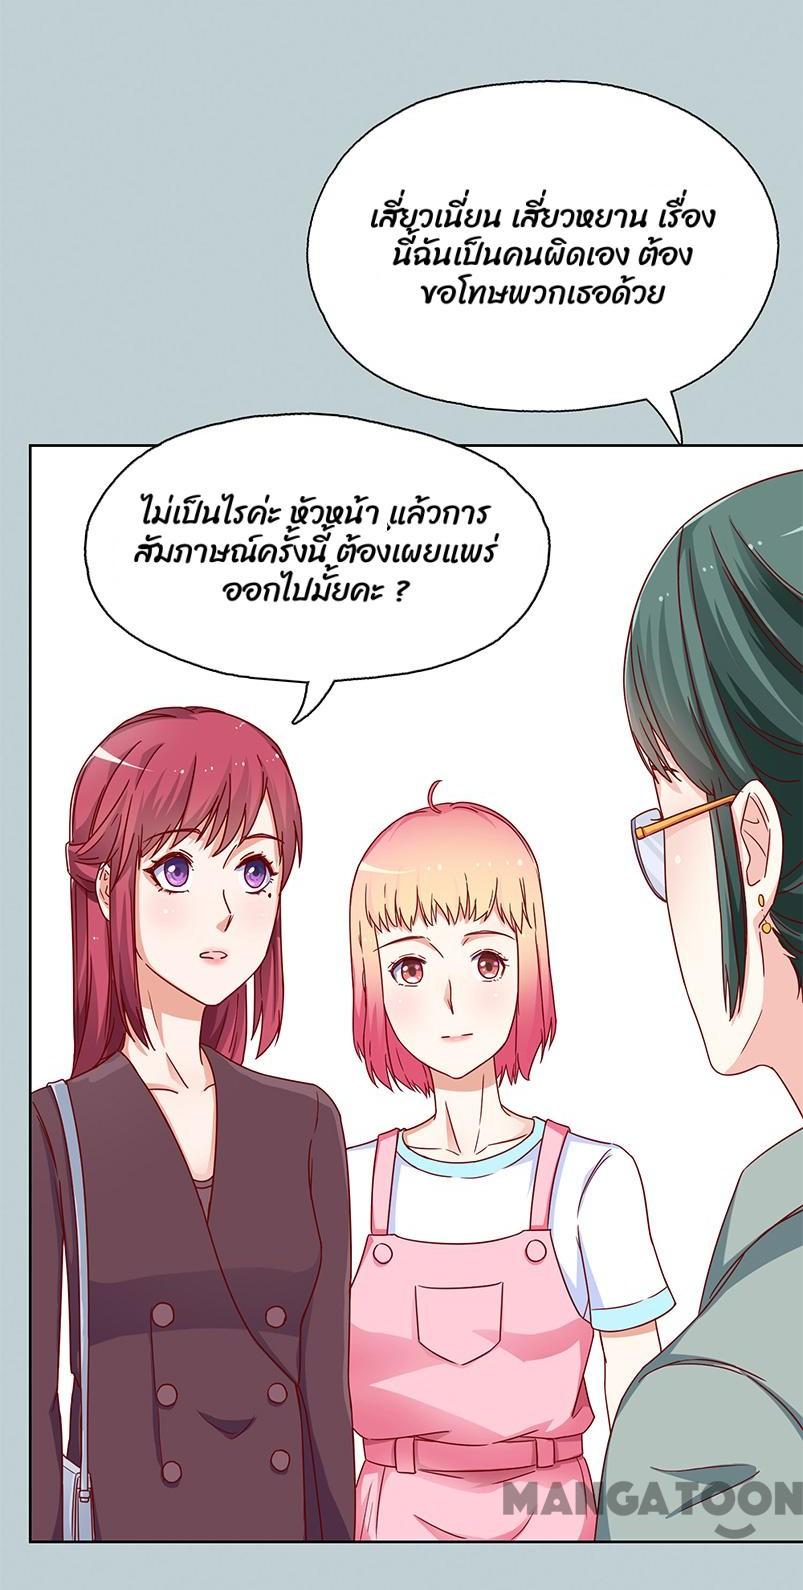 เสี่ยวเนี่ยน เสี่ยวหยาน เรื่อง
นี้ฉันเป็นคนผิดเอง ต้อง
ขอโทษพวกเธอด้วย
ไม่เป็นไรค่ะ หัวหน้า แล้วการ
สัมภาษณ์ครั้งนี้ ต้องเผยแพร่
ออกไปมั้ยคะ ?
MANGATOON